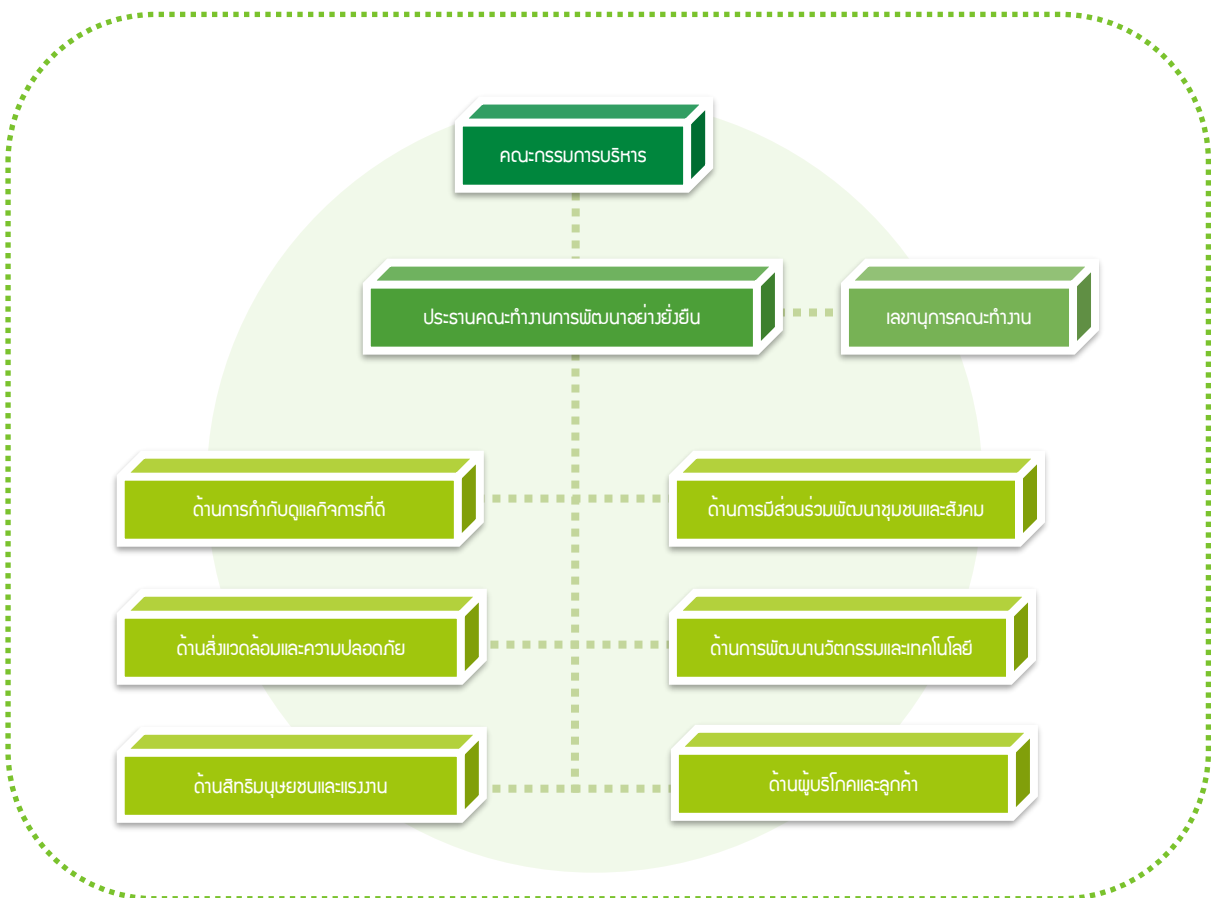 คณะกรรมการบริหาร
ประธานคณะทำงานการพัฒนาอย่างยั่งยืน
เลขานุการคณะทำงาน
ด้านการกำกับดูแลกิจการที่ดี
ด้านการมีส่วนร่วมพัฒนาชุมชนและสังคม
ด้านสิ่งแวดล้อมและความปลอดภัย
ด้านการพัฒนานวัตกรรมและเทคโนโลยี
ด้านสิทธิมนุษยชนและแรงงาน
ด้านผู้บริโภคและลูกค้า